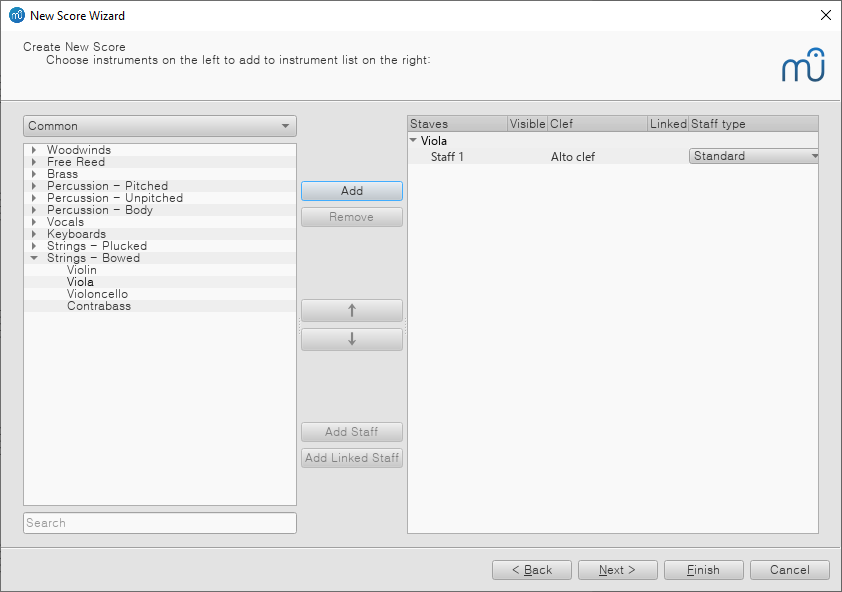 New Score Wizard
Create New Score
Choose instruments on the left to add to instrument list on the right:
Common
Woodwinds
Free Reed
Brass
Percussion - Pitched
Percussion - Unpitched
Percussion - Body
Vocals
Keyboards
Strings - Plucked
Strings - Bowed
Violin
Viola
Violoncello
Contrabass
Search
Add
Remove
↑
↓
Add Staff
Add Linked Staff
Staves Visible Clef Linked Staff type
Viola
Staff 1 Alto clef Standard
< Back Next > Finish Cancel